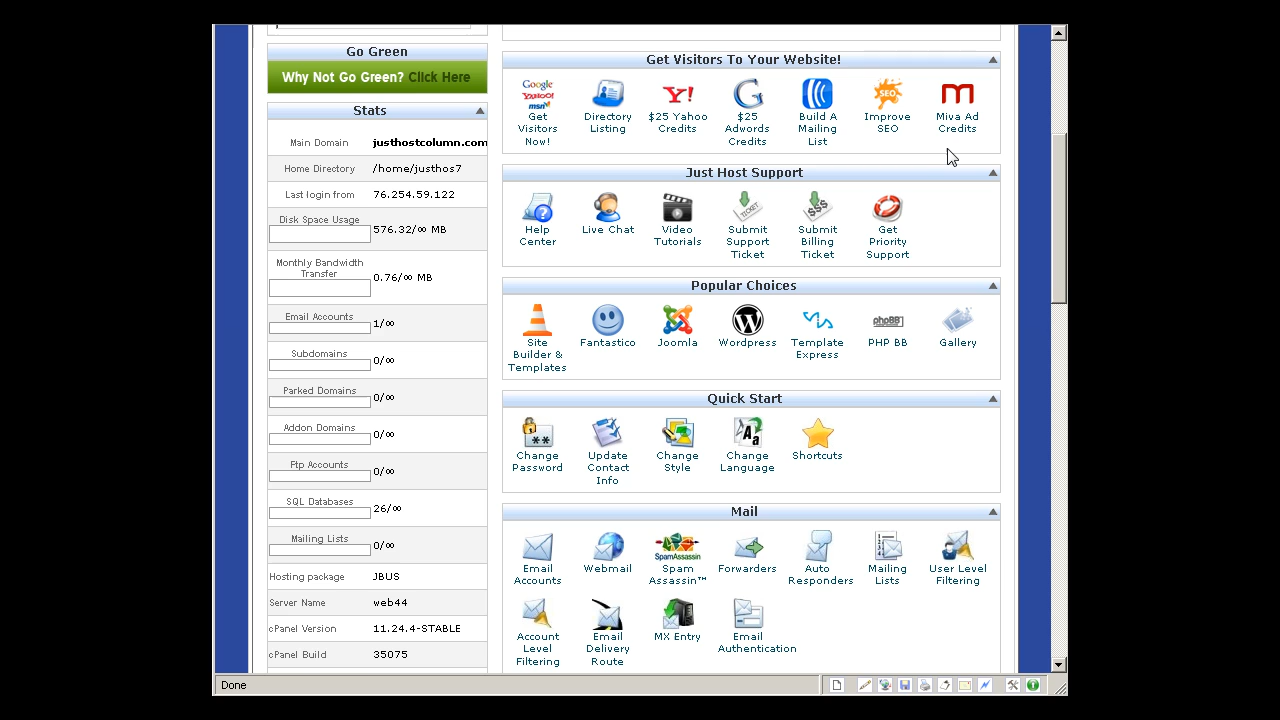 Go Green
Why Not Go Green? Click Here
Stats
Main Domain justhostcolumn.com
Home Directory /home/justhos7
Last login from 76.254.59.122
Disk Space Usage
576.32/∞ MB
Monthly Bandwidth
Transfer
0.76/∞ MB
Email Accounts
1/∞
Subdomains
0/∞
Parked Domains
0/∞
Addon Domains
0/∞
Ftp Accounts
0/∞
SQL Databases
26/∞
Mailing Lists
0/∞
Hosting package JBUS
Server Name web44
cPanel Version 11.24.4-STABLE
cPanel Build 35075
Get Visitors To Your Website!
Google
YAHOO!
msn
Get
Visitors
Now!
Directory
Listing
Y!
$25 Yahoo
Credits
G
$25
Adwords
Credits
Build A
Mailing
List
SEO
Improve
SEO
m
Miva Ad
Credits
Just Host Support
Help
Center
Live Chat
Video
Tutorials
TICKET
Submit
Support
Ticket
$$$
Submit
Billing
Ticket
Get
Priority
Support
Popular Choices
Site
Builder &
Templates
Fantastico
Joomla
Wordpress
Template
Express
phpBB
PHP BB
Gallery
Quick Start
Change
Password
Update
Contact
Info
Change
Style
Aa
Change
Language
Shortcuts
Mail
Email
Accounts
Webmail
SPAMASSASSIN
Spam
Assassin™
Forwarders
Auto
Responders
Mailing
Lists
User Level
Filtering
Account
Level
Filtering
Email
Delivery
Route
MX Entry
Email
Authentication
Done